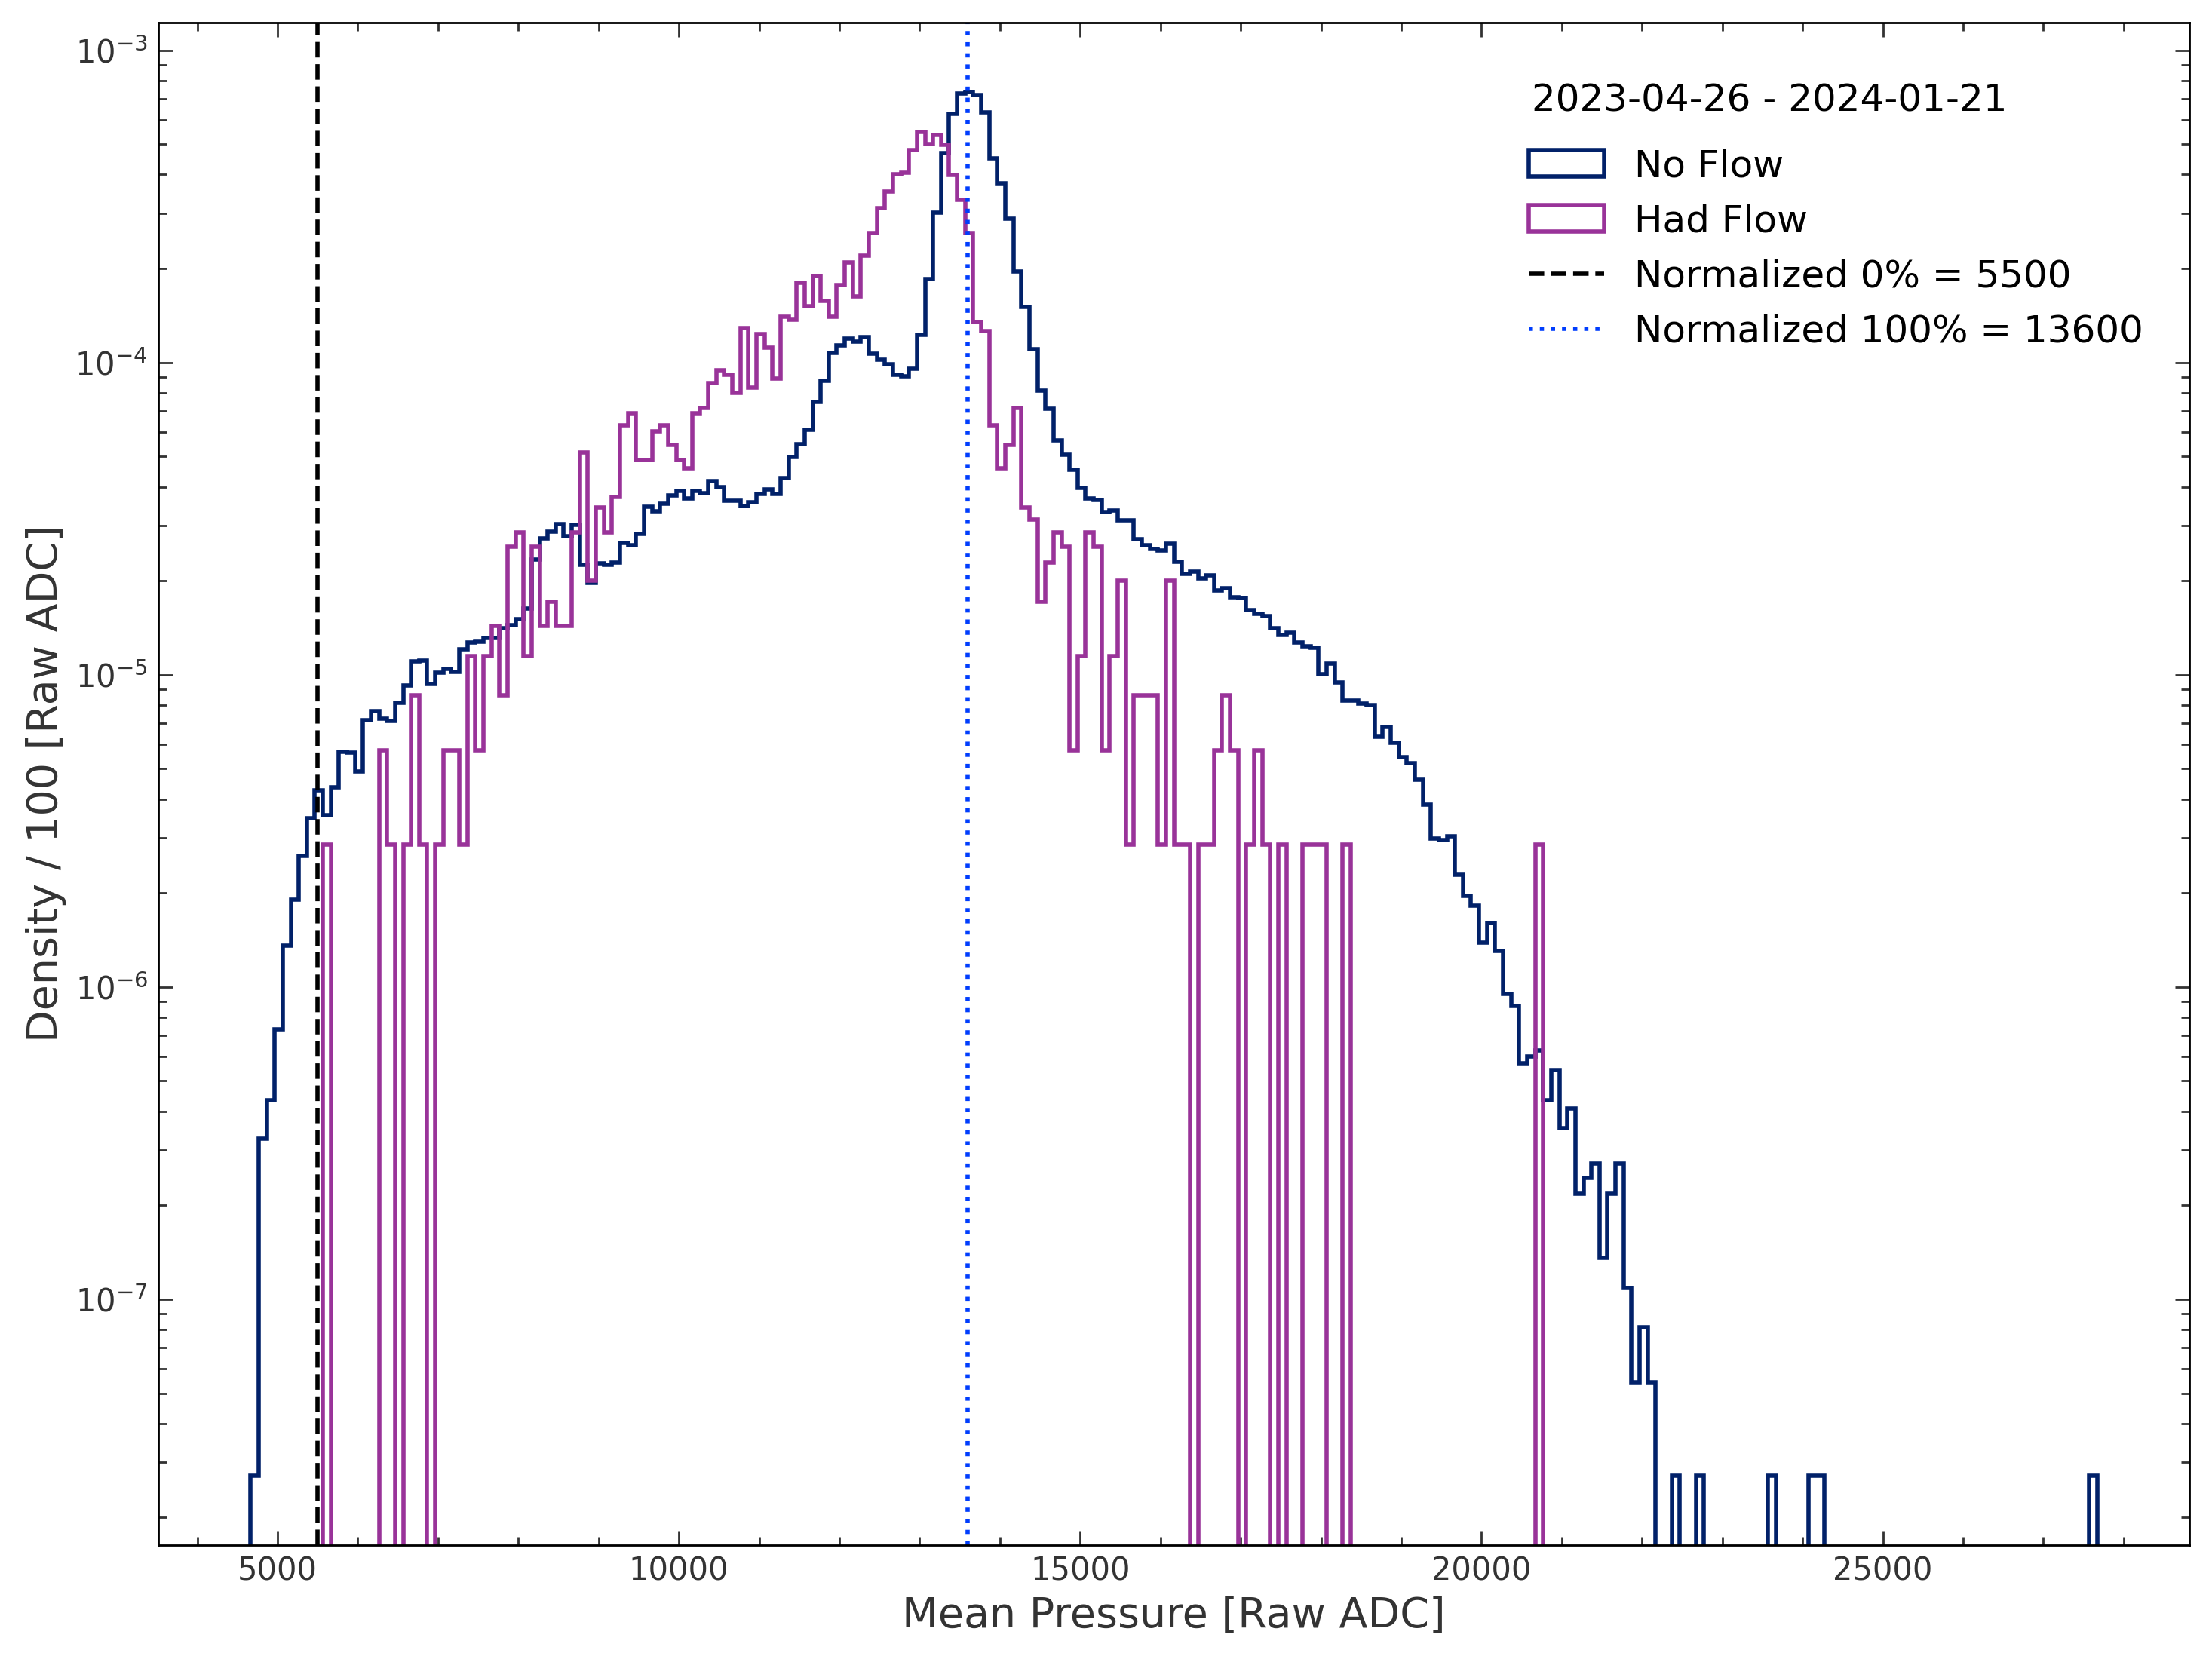 2023-04-26 - 2024-01-21
No Flow
Had Flow
Normalized 0% = 5500
Normalized 100% = 13600
Density / 100 [Raw ADC]
10⁻³
10⁻⁴
10⁻⁵
10⁻⁶
10⁻⁷
5000 10000 15000 20000 25000
Mean Pressure [Raw ADC]